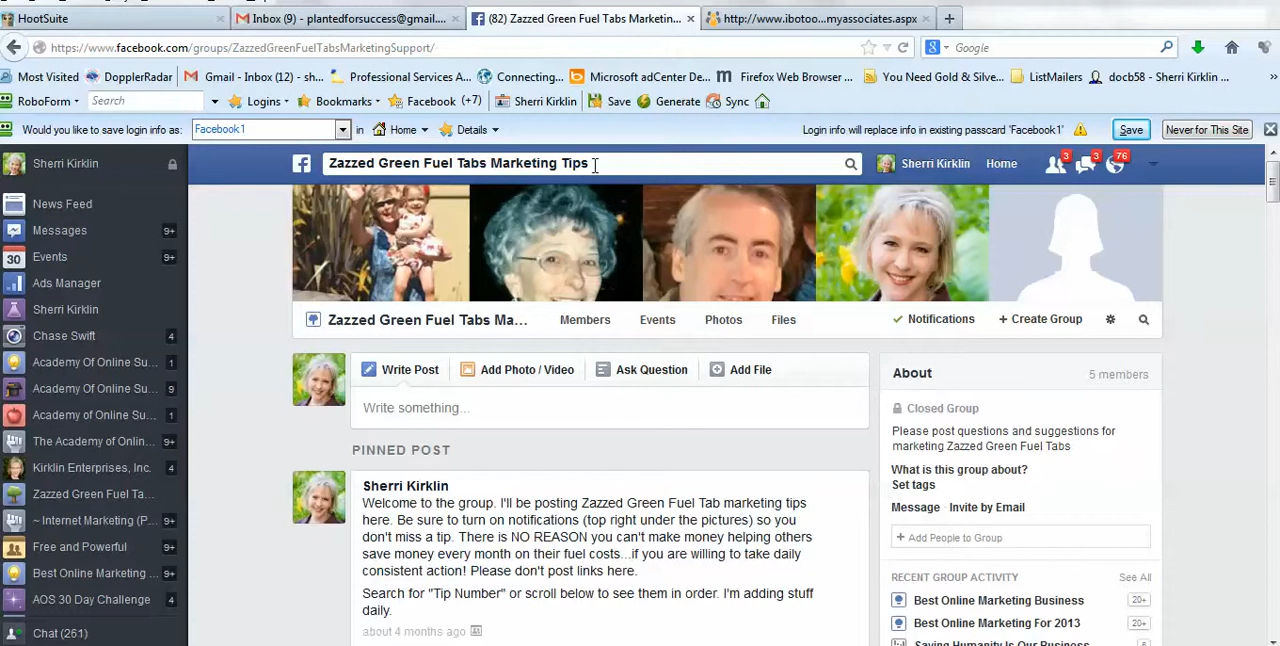 HootSuite
Inbox (9) - plantedforsuccess@gmail....
(82) Zazzed Green Fuel Tabs Marketin...
http://www.ibotoo...myassociates.aspx
https://www.facebook.com/groups/ZazzedGreenFuelTabsMarketingSupport/
Google
Most Visited DopplerRadar Gmail - Inbox (12) - sh... Professional Services A... Connecting... Microsoft adCenter De... Firefox Web Browser ... You Need Gold & Silve... ListMailers docb58 - Sherri Kirklin ...
RoboForm Search Logins Bookmarks Facebook (+7) Sherri Kirklin Save Generate Sync
Would you like to save login info as: Facebook1 in Home Details Login info will replace info in existing passcard 'Facebook1' Save Never for This Site
Sherri Kirklin
Zazzed Green Fuel Tabs Marketing Tips
Sherri Kirklin Home 3 3 76
News Feed
Messages 9+
30 Events 9+
Ads Manager
Sherri Kirklin
Chase Swift 4
Academy Of Online Su... 1
Academy Of Online Su... 9
Academy of Online Su... 1
The Academy of Onlin... 9+
Kirklin Enterprises, Inc. 4
Zazzed Green Fuel Ta...
~ Internet Marketing (P... 9+
Free and Powerful 9+
Best Online Marketing ... 9+
AOS 30 Day Challenge 4
Chat (261)
Zazzed Green Fuel Tabs Ma... Members Events Photos Files Notifications + Create Group
Write Post Add Photo / Video Ask Question Add File
Write something...
PINNED POST
Sherri Kirklin
Welcome to the group. I'll be posting Zazzed Green Fuel Tab marketing tips
here. Be sure to turn on notifications (top right under the pictures) so you
don't miss a tip. There is NO REASON you can't make money helping others
save money every month on their fuel costs...if you are willing to take daily
consistent action! Please don't post links here.
Search for "Tip Number" or scroll below to see them in order. I'm adding stuff
daily.
about 4 months ago
About 5 members
Closed Group
Please post questions and suggestions for
marketing Zazzed Green Fuel Tabs
What is this group about?
Set tags
Message · Invite by Email
+ Add People to Group
RECENT GROUP ACTIVITY See All
Best Online Marketing Business 20+
Best Online Marketing For 2013 20+
Saving Humanity Is Our Business